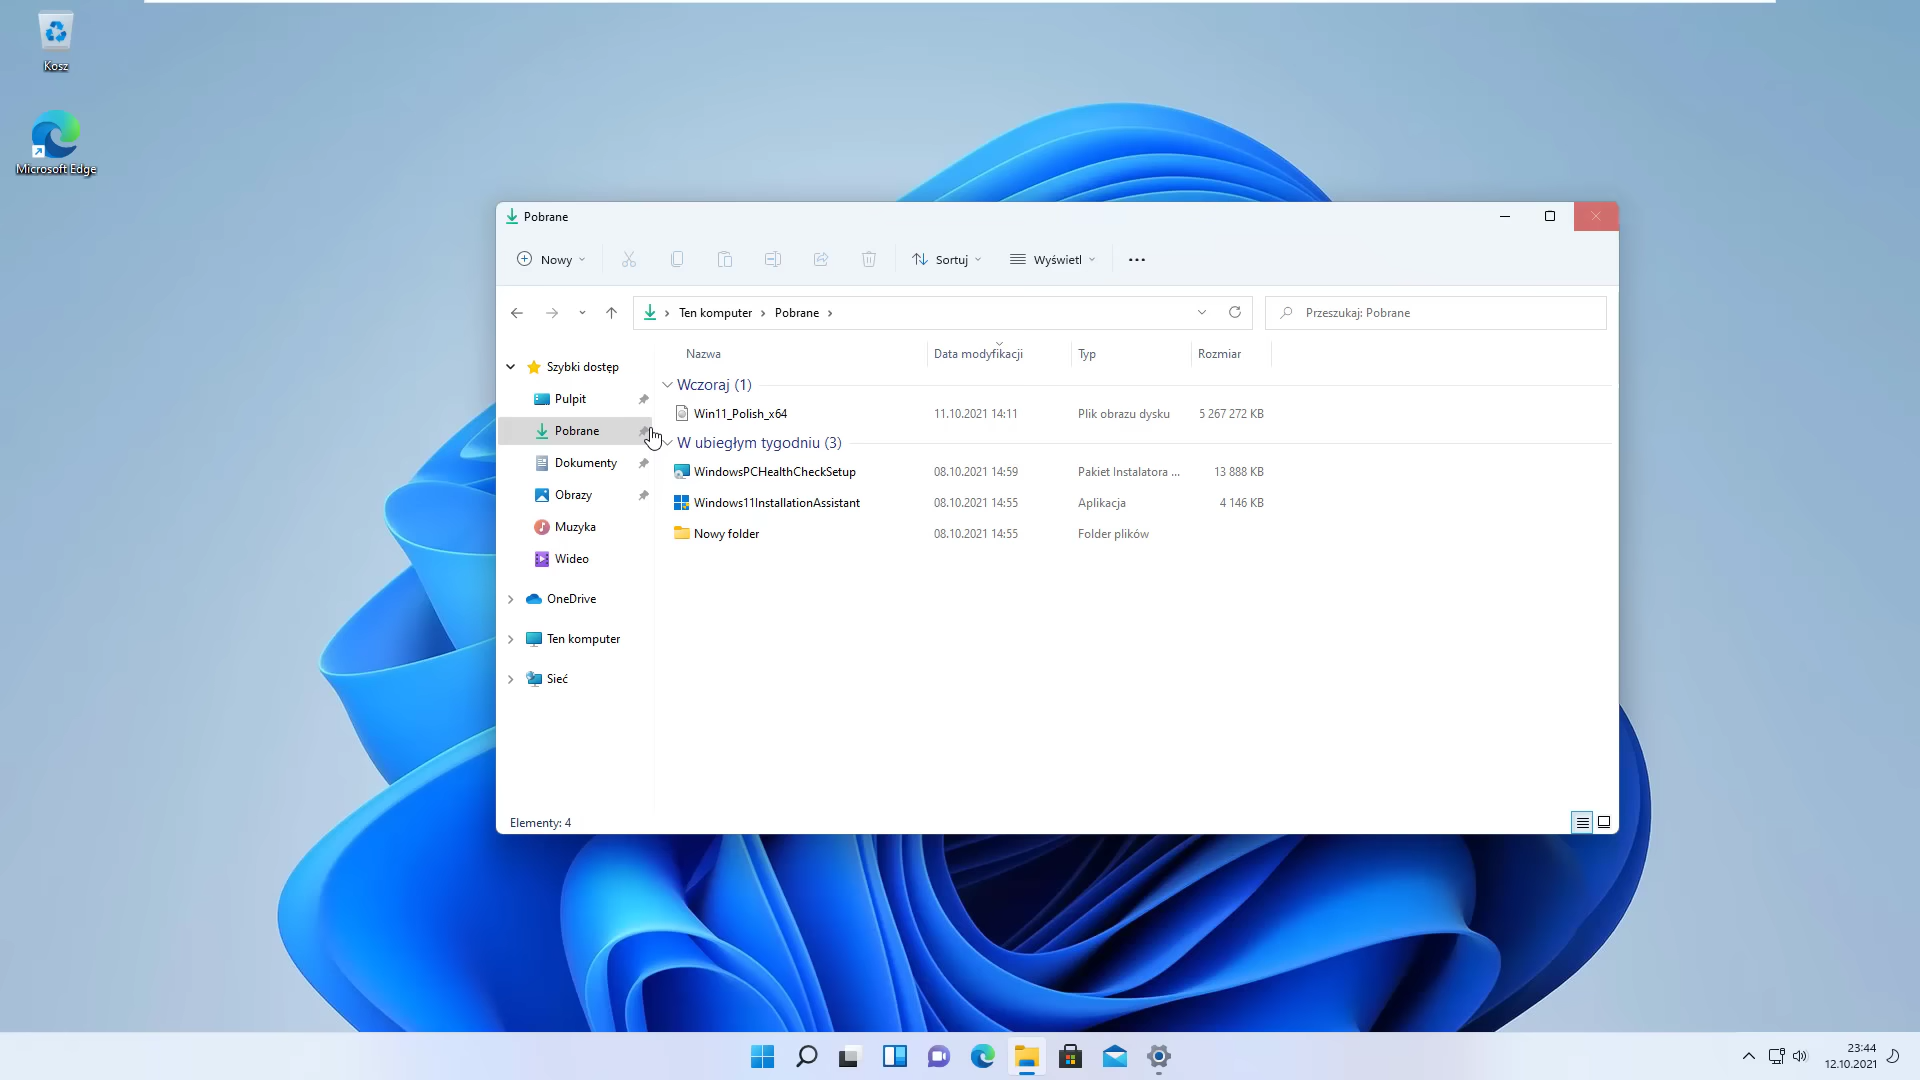 Kosz
Microsoft Edge
Pobrane
Nowy
Sortuj
Wyświetl
Ten komputer
Pobrane
Przeszukaj: Pobrane
Nazwa Data modyfikacji Typ Rozmiar
Szybki dostęp
Pulpit
Pobrane
Dokumenty
Obrazy
Muzyka
Wideo
OneDrive
Ten komputer
Sieć
Wczoraj (1)
Win11_Polish_x64 11.10.2021 14:11 Plik obrazu dysku 5 267 272 KB
W ubiegłym tygodniu (3)
WindowsPCHealthCheckSetup 08.10.2021 14:59 Pakiet Instalatora ... 13 888 KB
Windows11InstallationAssistant 08.10.2021 14:55 Aplikacja 4 146 KB
Nowy folder 08.10.2021 14:55 Folder plików
Elementy: 4
23:44
12.10.2021